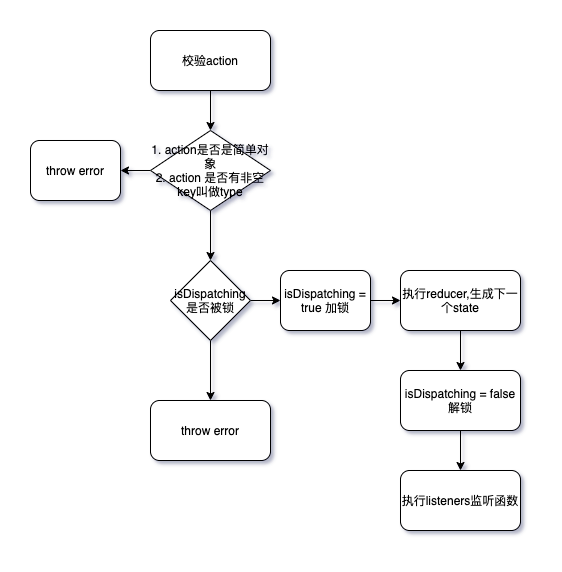 校验action
1. action是否是简单对
象
2. action 是否有非空
key叫做type
throw error
isDispatching
是否被锁
isDispatching =
true 加锁
执行reducer,生成下一
个state
isDispatching = false
解锁
throw error
执行listeners监听函数